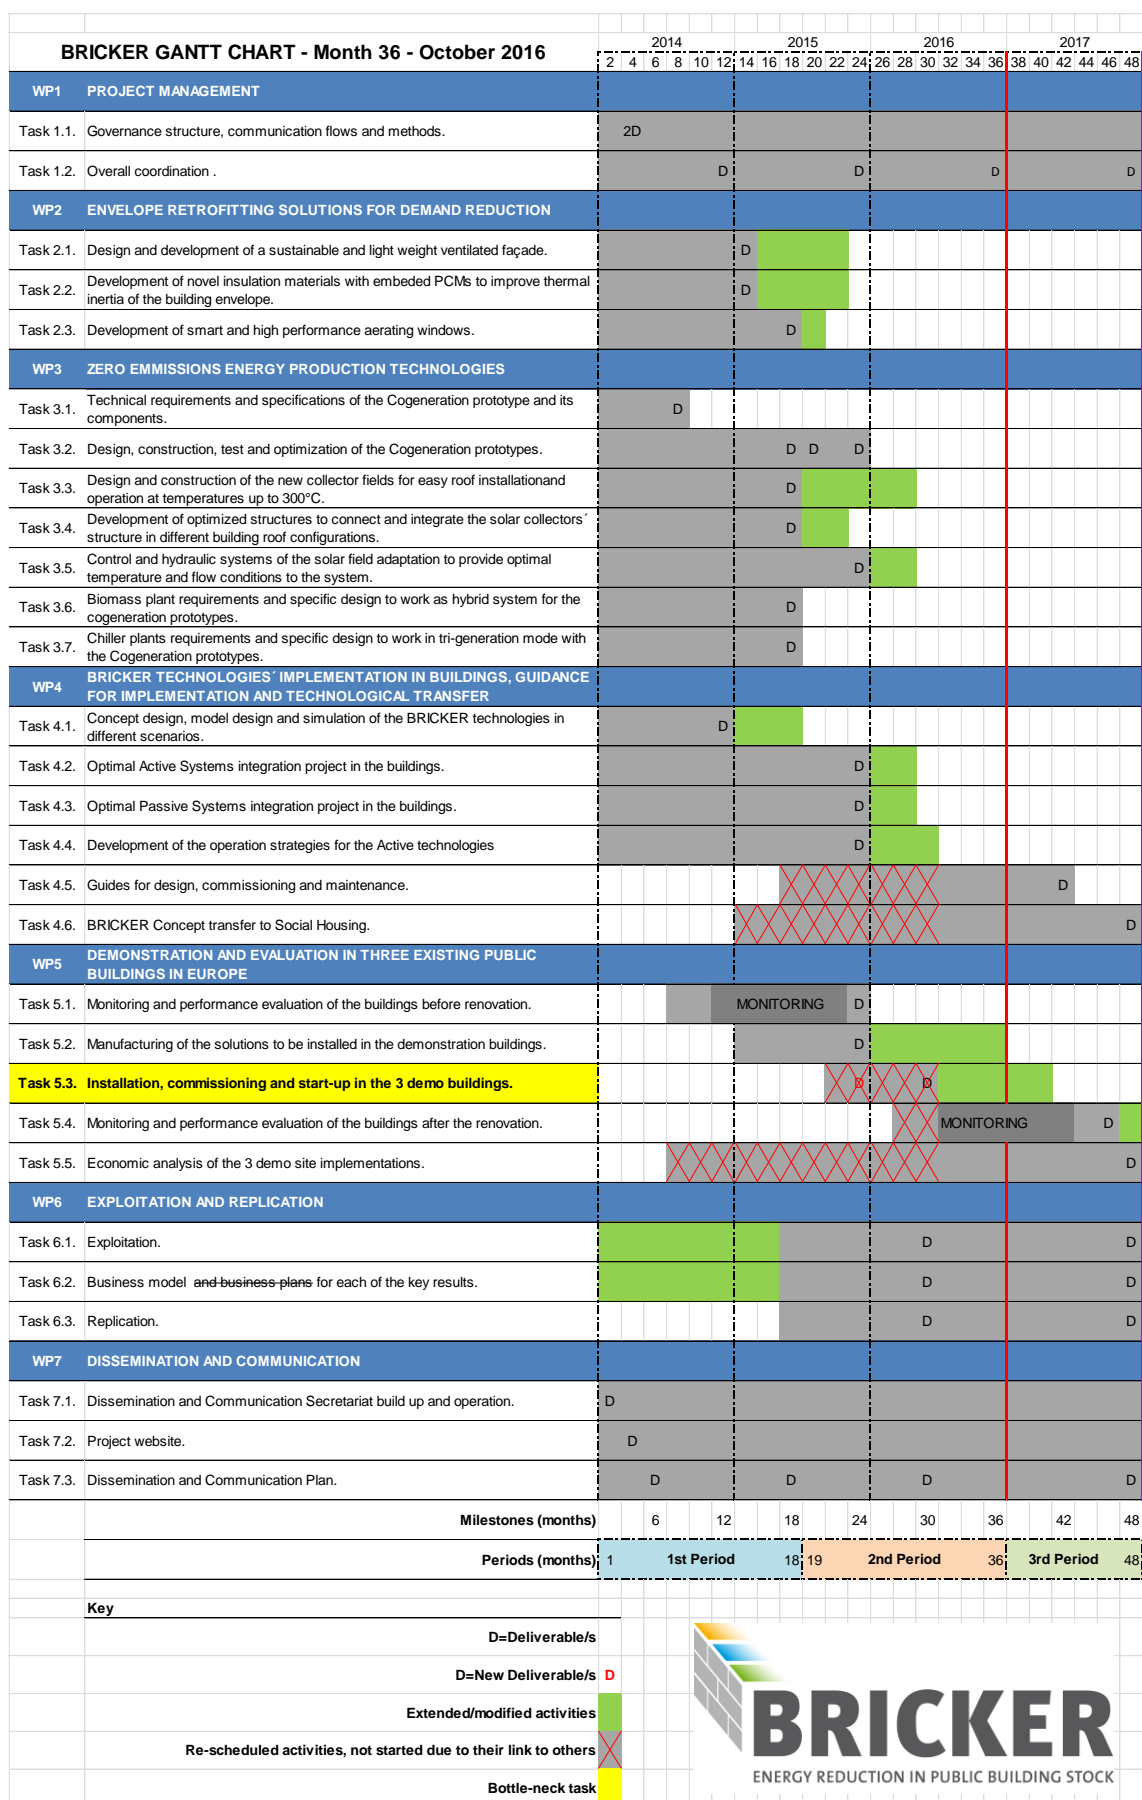 2014 2015 2016 2017
BRICKER GANTT CHART - Month 36 - October 2016
2 4 6 8 10 12 14 16 18 20 22 24 26 28 30 32 34 36 38 40 42 44 46 48
WP1 PROJECT MANAGEMENT
Task 1.1. Governance structure, communication flows and methods. 2D
Task 1.2. Overall coordination . D D D D
WP2 ENVELOPE RETROFITTING SOLUTIONS FOR DEMAND REDUCTION
Task 2.1. Design and development of a sustainable and light weight ventilated façade. D
Task 2.2. Development of novel insulation materials with embeded PCMs to improve thermal
inertia of the building envelope. D
Task 2.3. Development of smart and high performance aerating windows. D
WP3 ZERO EMMISSIONS ENERGY PRODUCTION TECHNOLOGIES
Task 3.1. Technical requirements and specifications of the Cogeneration prototype and its
components. D
Task 3.2. Design, construction, test and optimization of the Cogeneration prototypes. D D D
Task 3.3. Design and construction of the new collector fields for easy roof installationand
operation at temperatures up to 300°C. D
Task 3.4. Development of optimized structures to connect and integrate the solar collectors´
structure in different building roof configurations. D
Task 3.5. Control and hydraulic systems of the solar field adaptation to provide optimal
temperature and flow conditions to the system. D
Task 3.6. Biomass plant requirements and specific design to work as hybrid system for the
cogeneration prototypes. D
Task 3.7. Chiller plants requirements and specific design to work in tri-generation mode with
the Cogeneration prototypes. D
WP4 BRICKER TECHNOLOGIES´ IMPLEMENTATION IN BUILDINGS, GUIDANCE
FOR IMPLEMENTATION AND TECHNOLOGICAL TRANSFER
Task 4.1. Concept design, model design and simulation of the BRICKER technologies in
different scenarios. D
Task 4.2. Optimal Active Systems integration project in the buildings. D
Task 4.3. Optimal Passive Systems integration project in the buildings. D
Task 4.4. Development of the operation strategies for the Active technologies D
Task 4.5. Guides for design, commissioning and maintenance. D
Task 4.6. BRICKER Concept transfer to Social Housing. D
WP5 DEMONSTRATION AND EVALUATION IN THREE EXISTING PUBLIC
BUILDINGS IN EUROPE
Task 5.1. Monitoring and performance evaluation of the buildings before renovation. MONITORING D
Task 5.2. Manufacturing of the solutions to be installed in the demonstration buildings. D
Task 5.3. Installation, commissioning and start-up in the 3 demo buildings. D D
Task 5.4. Monitoring and performance evaluation of the buildings after the renovation. MONITORING D
Task 5.5. Economic analysis of the 3 demo site implementations. D
WP6 EXPLOITATION AND REPLICATION
Task 6.1. Exploitation. D D
Task 6.2. Business model and business plans for each of the key results. D D
Task 6.3. Replication. D D
WP7 DISSEMINATION AND COMMUNICATION
Task 7.1. Dissemination and Communication Secretariat build up and operation. D
Task 7.2. Project website. D
Task 7.3. Dissemination and Communication Plan. D D D D
Milestones (months) 6 12 18 24 30 36 42 48
Periods (months) 1 1st Period 18 19 2nd Period 36 3rd Period 48
Key
D=Deliverable/s
D=New Deliverable/s D
Extended/modified activities
Re-scheduled activities, not started due to their link to others
Bottle-neck task
BRICKER
ENERGY REDUCTION IN PUBLIC BUILDING STOCK